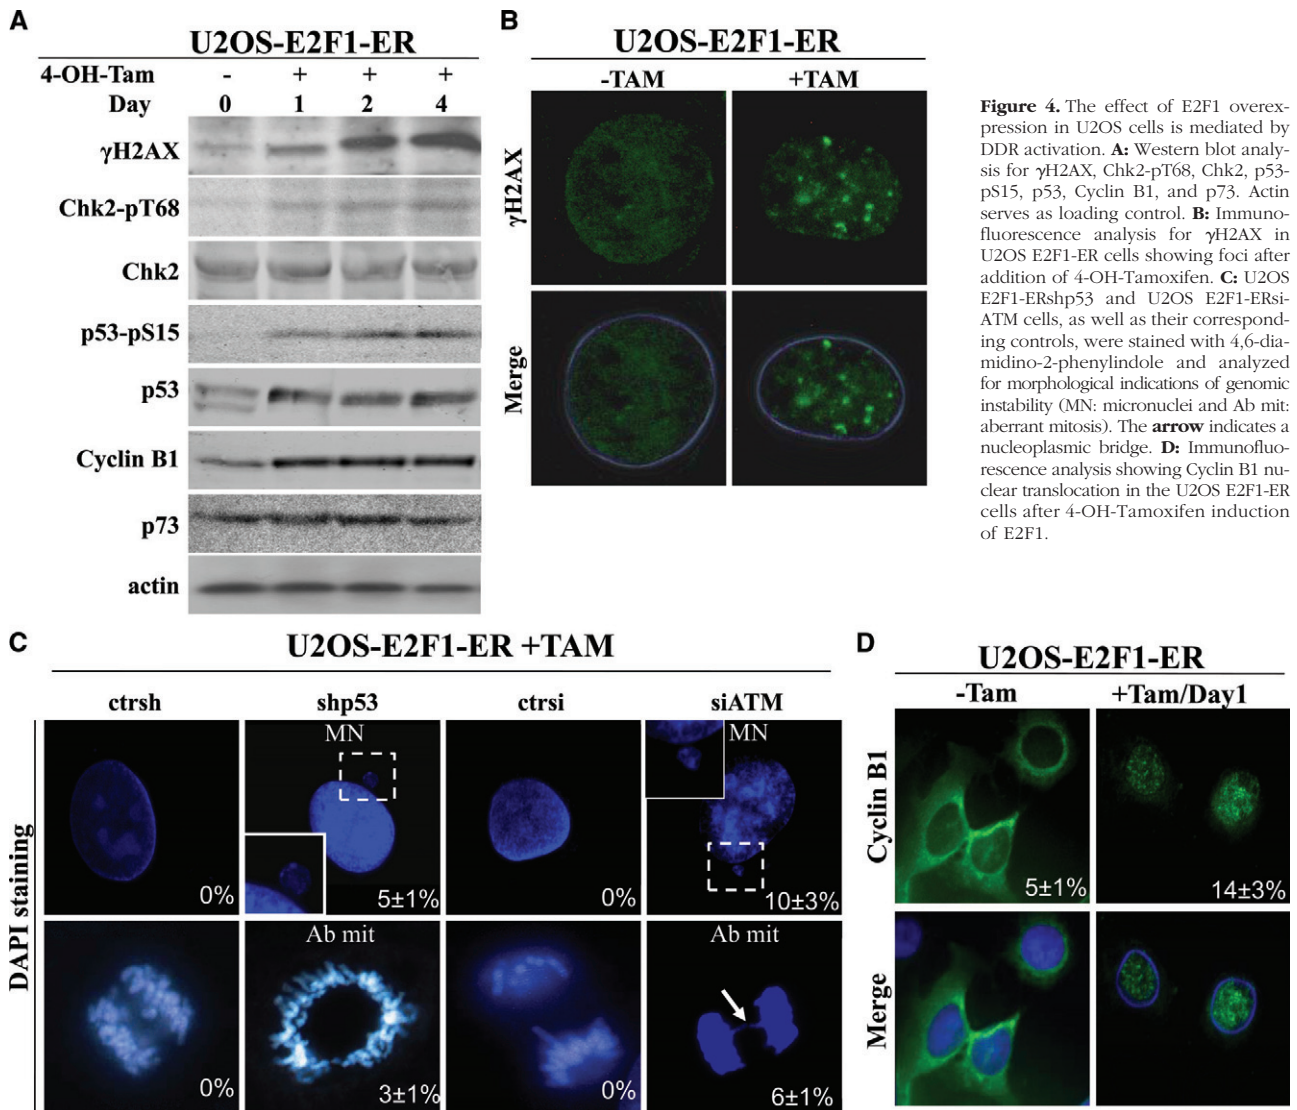 A
U2OS-E2F1-ER
4-OH-Tam - + + +
Day 0 1 2 4
γH2AX
Chk2-pT68
Chk2
p53-pS15
p53
Cyclin B1
p73
actin
B
U2OS-E2F1-ER
-TAM +TAM
γH2AX
Merge
Figure 4. The effect of E2F1 overex-
pression in U2OS cells is mediated by
DDR activation. A: Western blot analy-
sis for γH2AX, Chk2-pT68, Chk2, p53-
pS15, p53, Cyclin B1, and p73. Actin
serves as loading control. B: Immuno-
fluorescence analysis for γH2AX in
U2OS E2F1-ER cells showing foci after
addition of 4-OH-Tamoxifen. C: U2OS
E2F1-ERshp53 and U2OS E2F1-ERsi-
ATM cells, as well as their correspond-
ing controls, were stained with 4,6-dia-
midino-2-phenylindole and analyzed
for morphological indications of genomic
instability (MN: micronuclei and Ab mit:
aberrant mitosis). The arrow indicates a
nucleoplasmic bridge. D: Immunofluo-
rescence analysis showing Cyclin B1 nu-
clear translocation in the U2OS E2F1-ER
cells after 4-OH-Tamoxifen induction
of E2F1.
C
U2OS-E2F1-ER +TAM
ctrsh shp53 ctrsi siATM
DAPI staining
MN MN
0% 5±1% 0% 10±3%
Ab mit Ab mit
0% 3±1% 0% 6±1%
D
U2OS-E2F1-ER
-Tam +Tam/Day1
Cyclin B1
5±1% 14±3%
Merge